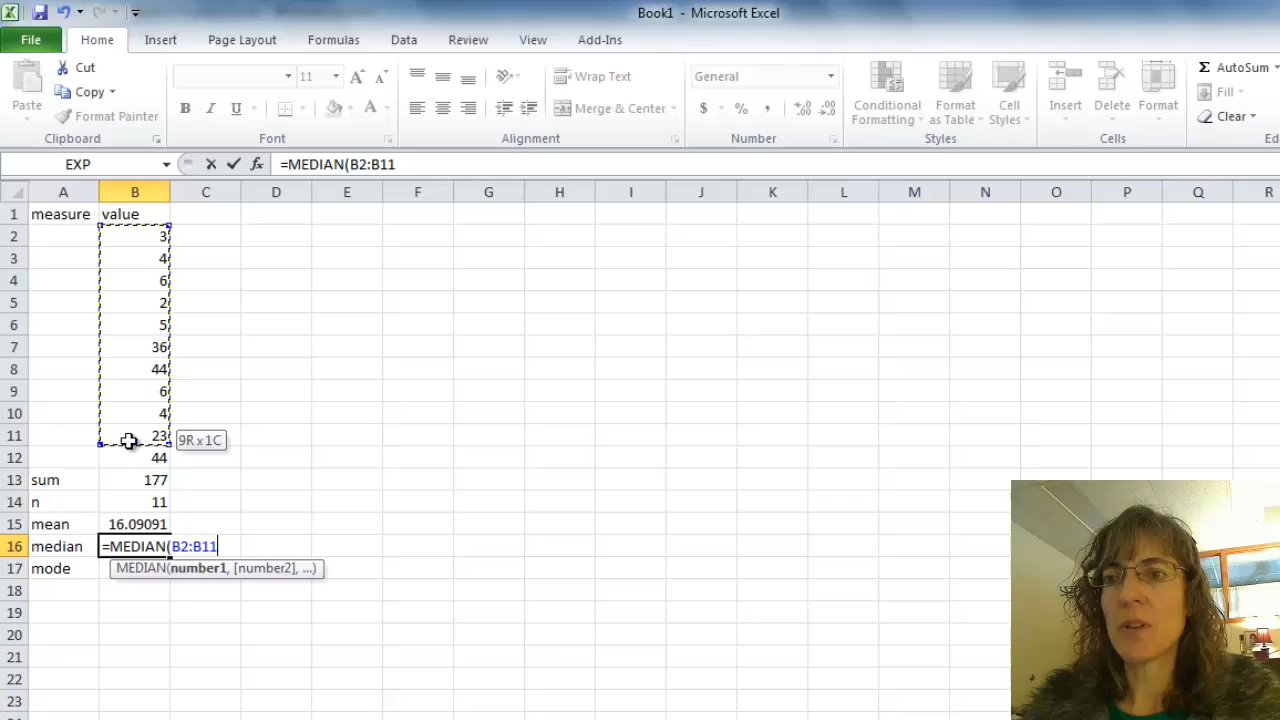 Book1 - Microsoft Excel
File Home Insert Page Layout Formulas Data Review View Add-Ins
Paste
Cut
Copy
Format Painter
Clipboard
11
A A
B I U A
Font
Wrap Text
Merge & Center
Alignment
General
$ % ,
Number
Conditional Formatting
Format as Table
Cell Styles
Styles
Insert Delete Format
Cells
Σ AutoSum
Fill
Clear
Ed
EXP fx =MEDIAN(B2:B11
A B C D E F G H I J K L M N O P Q R
1 measure value
2 3
3 4
4 6
5 2
6 5
7 36
8 44
9 6
10 4
11 23 9R x 1C
12 44
13 sum 177
14 n 11
15 mean 16.09091
16 median =MEDIAN(B2:B11
17 mode MEDIAN(number1, [number2], ...)
18
19
20
21
22
23